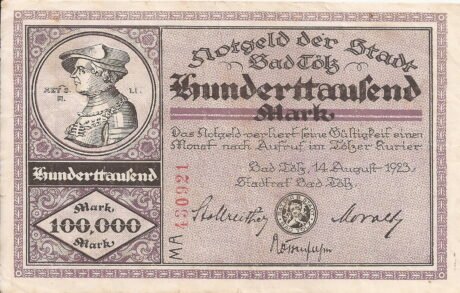 Notgeld der Stadt
Bad Tölz
Hunderttausend
Mark
Das Notgeld verliert seine Gültigkeit einen
Monat nach Aufruf im Tölzer Kurier
Bad Tölz, 14. August 1923.
Stadtrat Bad Tölz.
MA 430921
Hunderttausend
Mark
100,000
Mark